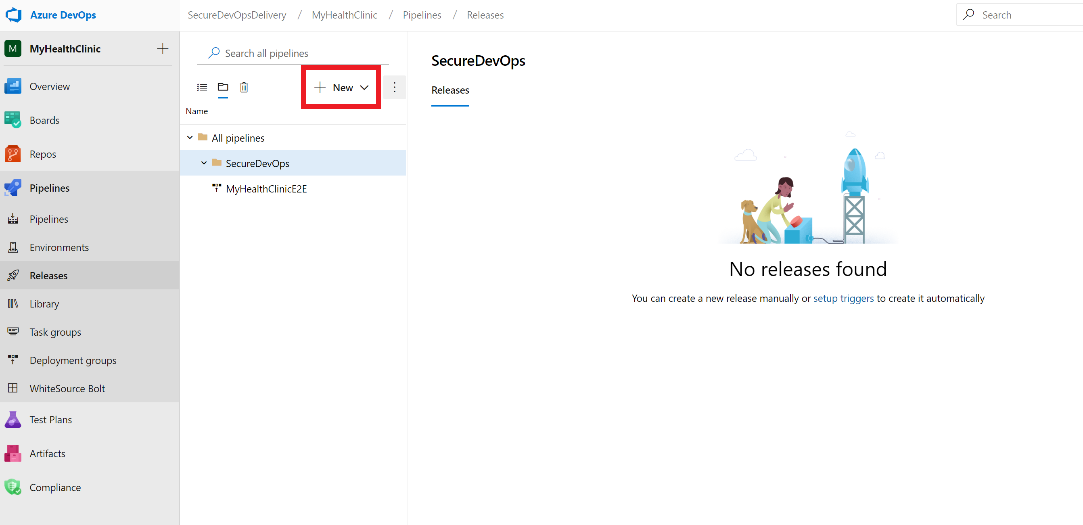 Azure DevOps
SecureDevOpsDelivery / MyHealthClinic / Pipelines / Releases
Search
M MyHealthClinic
Overview
Boards
Repos
Pipelines
Pipelines
Environments
Releases
Library
Task groups
Deployment groups
WhiteSource Bolt
Test Plans
Artifacts
Compliance
Search all pipelines
New
Name
All pipelines
SecureDevOps
MyHealthClinicE2E
SecureDevOps
Releases
No releases found
You can create a new release manually or setup triggers to create it automatically